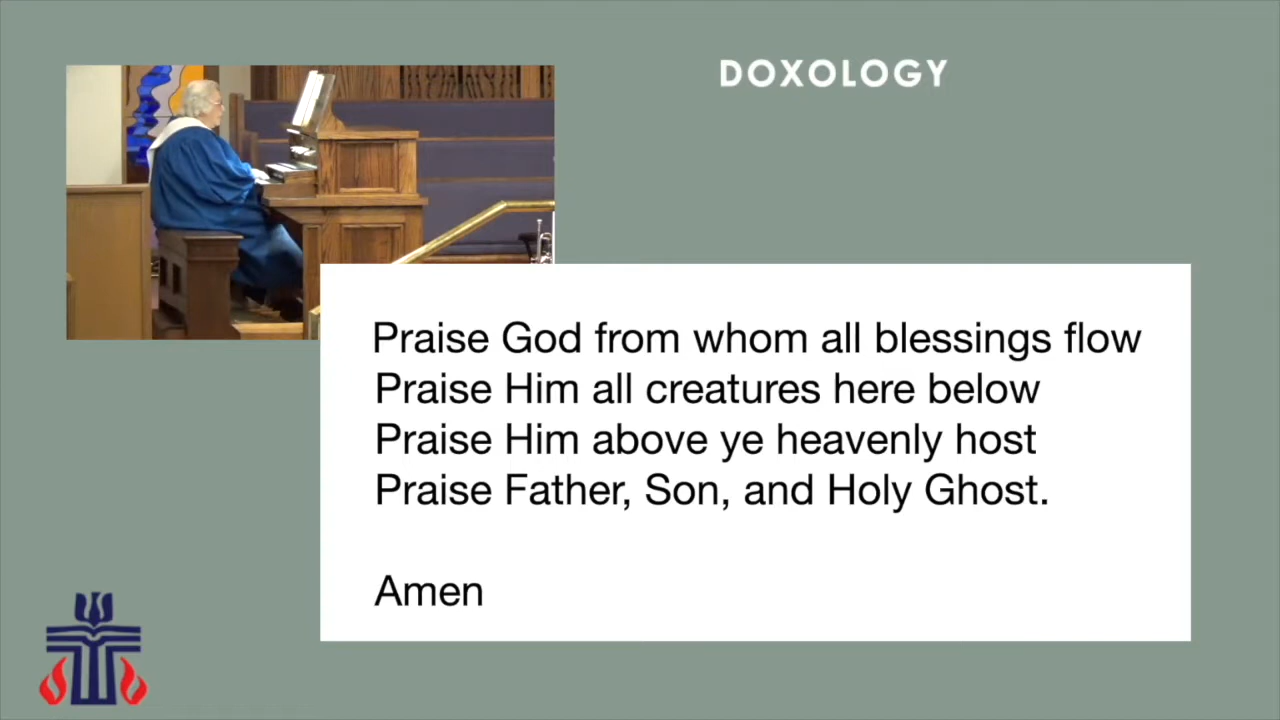 DOXOLOGY
Praise God from whom all blessings flow
Praise Him all creatures here below
Praise Him above ye heavenly host
Praise Father, Son, and Holy Ghost.
Amen